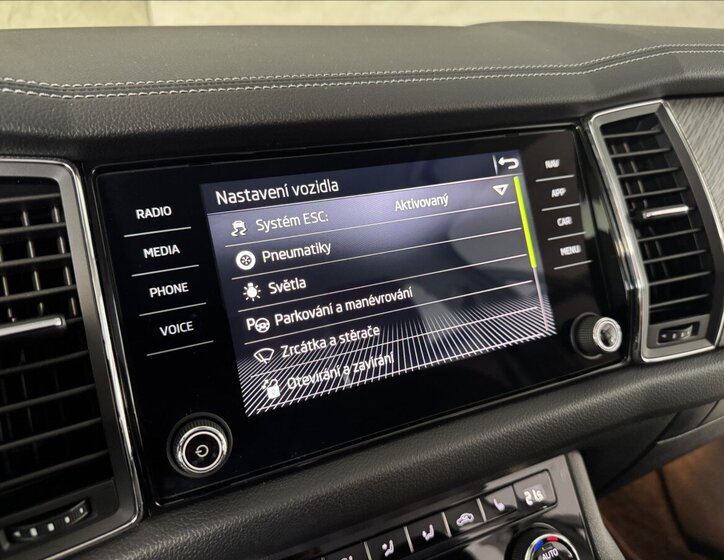 RADIO
MEDIA
PHONE
VOICE
Nastavení vozidla
Systém ESC: Aktivovaný
Pneumatiky
Světla
P Parkování a manévrování
Zrcátka a stěrače
Otevírání a zavírání
NAV
APP
CAR
MENU
AUTO